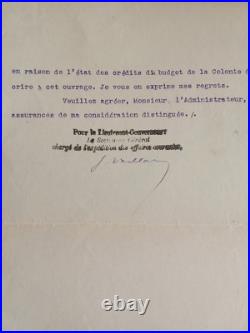 en raison de l'état des crédits du budget de la Colonie
crire à cet ouvrage. Je vous en exprime mes regrets.
Veuillez agréer, Monsieur, l'Administrateur,
assurances de ma considération distinguée./.
Pour le Lieutenant-Gouverneur
Le Secrétaire Général
chargé de l'expédition des affaires courantes,
thecrazybat.com